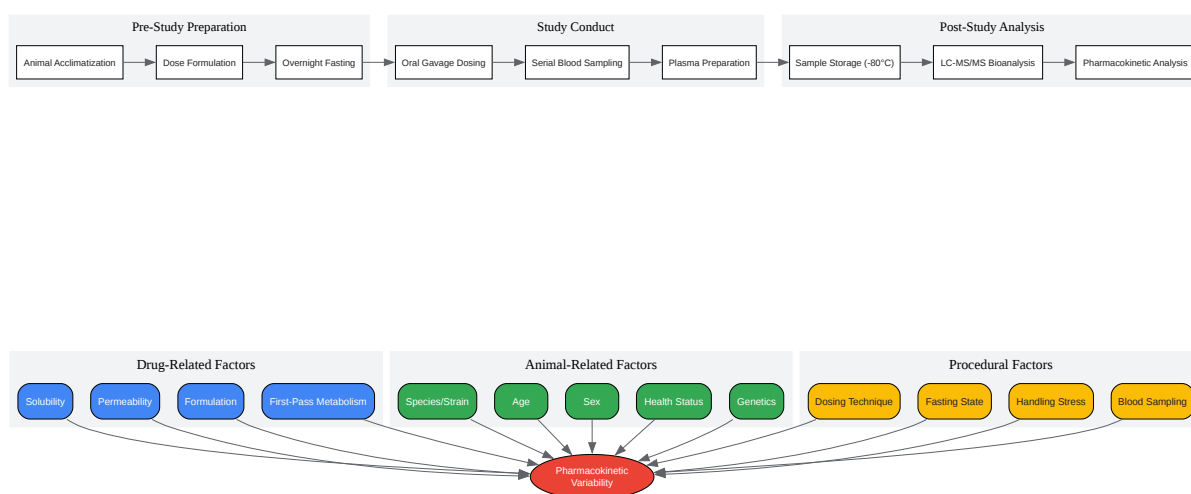 Pre-Study Preparation
Study Conduct
Post-Study Analysis
Animal Acclimatization
Dose Formulation
Overnight Fasting
Oral Gavage Dosing
Serial Blood Sampling
Plasma Preparation
Sample Storage (-80°C)
LC-MS/MS Bioanalysis
Pharmacokinetic Analysis
Drug-Related Factors
Animal-Related Factors
Procedural Factors
Solubility
Permeability
Formulation
First-Pass Metabolism
Species/Strain
Age
Sex
Health Status
Genetics
Dosing Technique
Fasting State
Handling Stress
Blood Sampling
Pharmacokinetic
Variability